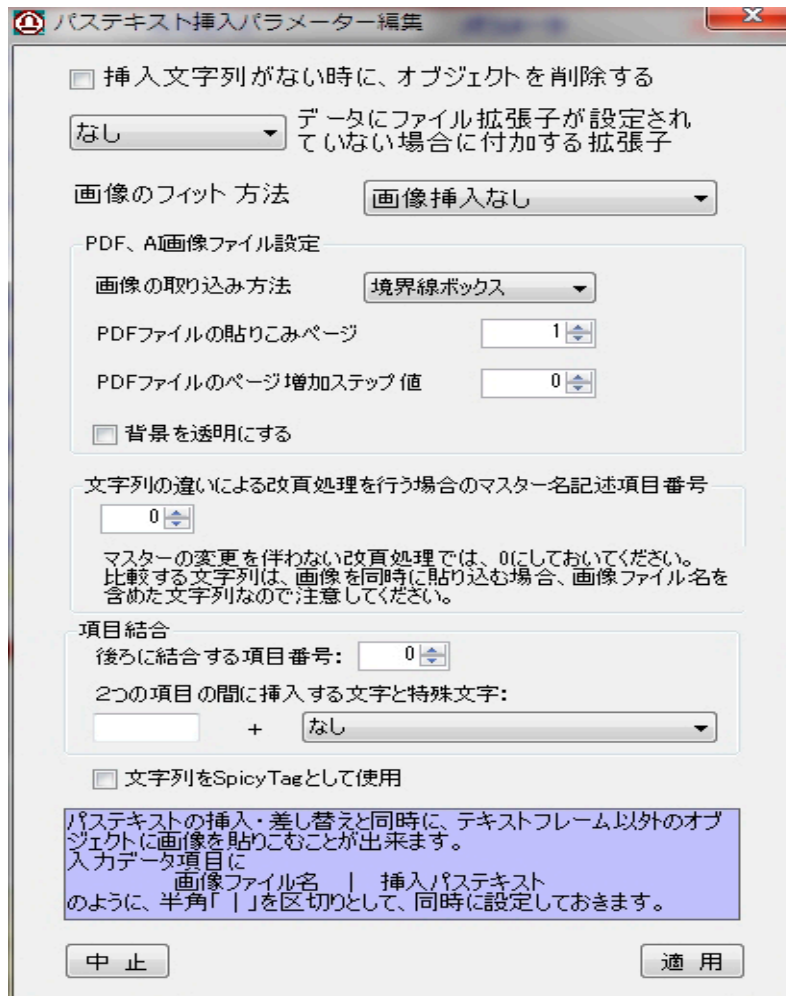 パステキスト挿入パラメーター編集
挿入文字列がない時に、オブジェクトを削除する
なし
データにファイル拡張子が設定され
ていない場合に付加する拡張子
画像のフィット方法
画像挿入なし
PDF、AI画像ファイル設定
画像の取り込み方法
境界線ボックス
PDFファイルの貼りこみページ
1
PDFファイルのページ増加ステップ値
0
背景を透明にする
文字列の違いによる改頁処理を行う場合のマスター名記述項目番号
0
マスターの変更を伴わない改頁処理では、0にしておいてください。
比較する文字列は、画像を同時に貼り込む場合、画像ファイル名を
含めた文字列なので注意してください。
項目結合
後ろに結合する項目番号:
0
2つの項目の間に挿入する文字と特殊文字:
+
なし
文字列をSpicyTagとして使用
パステキストの挿入・差し替えと同時に、テキストフレーム以外のオブ
ジェクトに画像を貼りこむことが出来ます。
入力データ項目に
画像ファイル名 | 挿入パステキスト
のように、半角「|」を区切りとして、同時に設定しておきます。
中止
適用